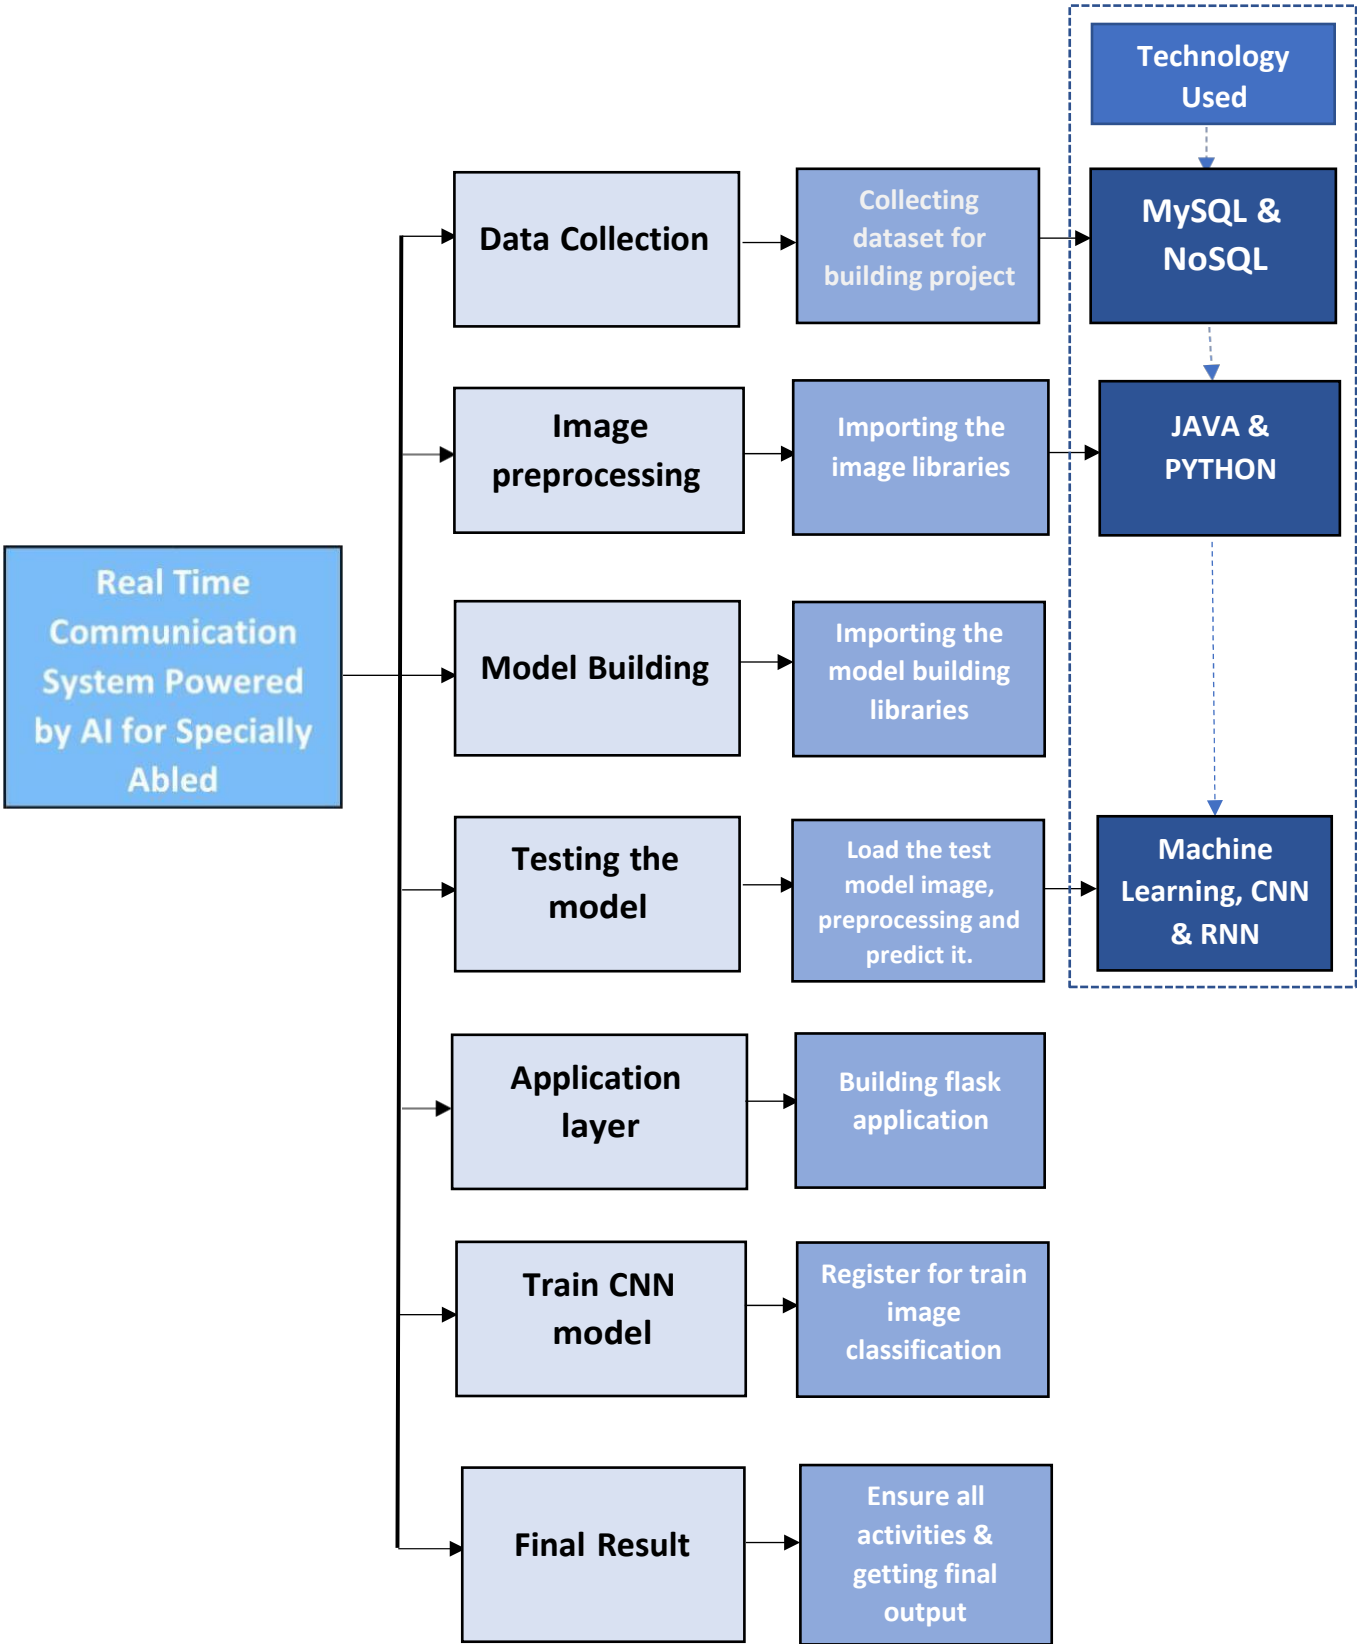 Technology
Used
Data Collection
Collecting
dataset for
building project
MySQL &
NoSQL
Image
preprocessing
Importing the
image libraries
JAVA &
PYTHON
Real Time
Communication
System Powered
by AI for Specially
Abled
Model Building
Importing the
model building
libraries
Testing the
model
Load the test
model image,
preprocessing and
predict it.
Machine
Learning, CNN
& RNN
Application
layer
Building flask
application
Train CNN
model
Register for train
image
classification
Final Result
Ensure all
activities &
getting final
output